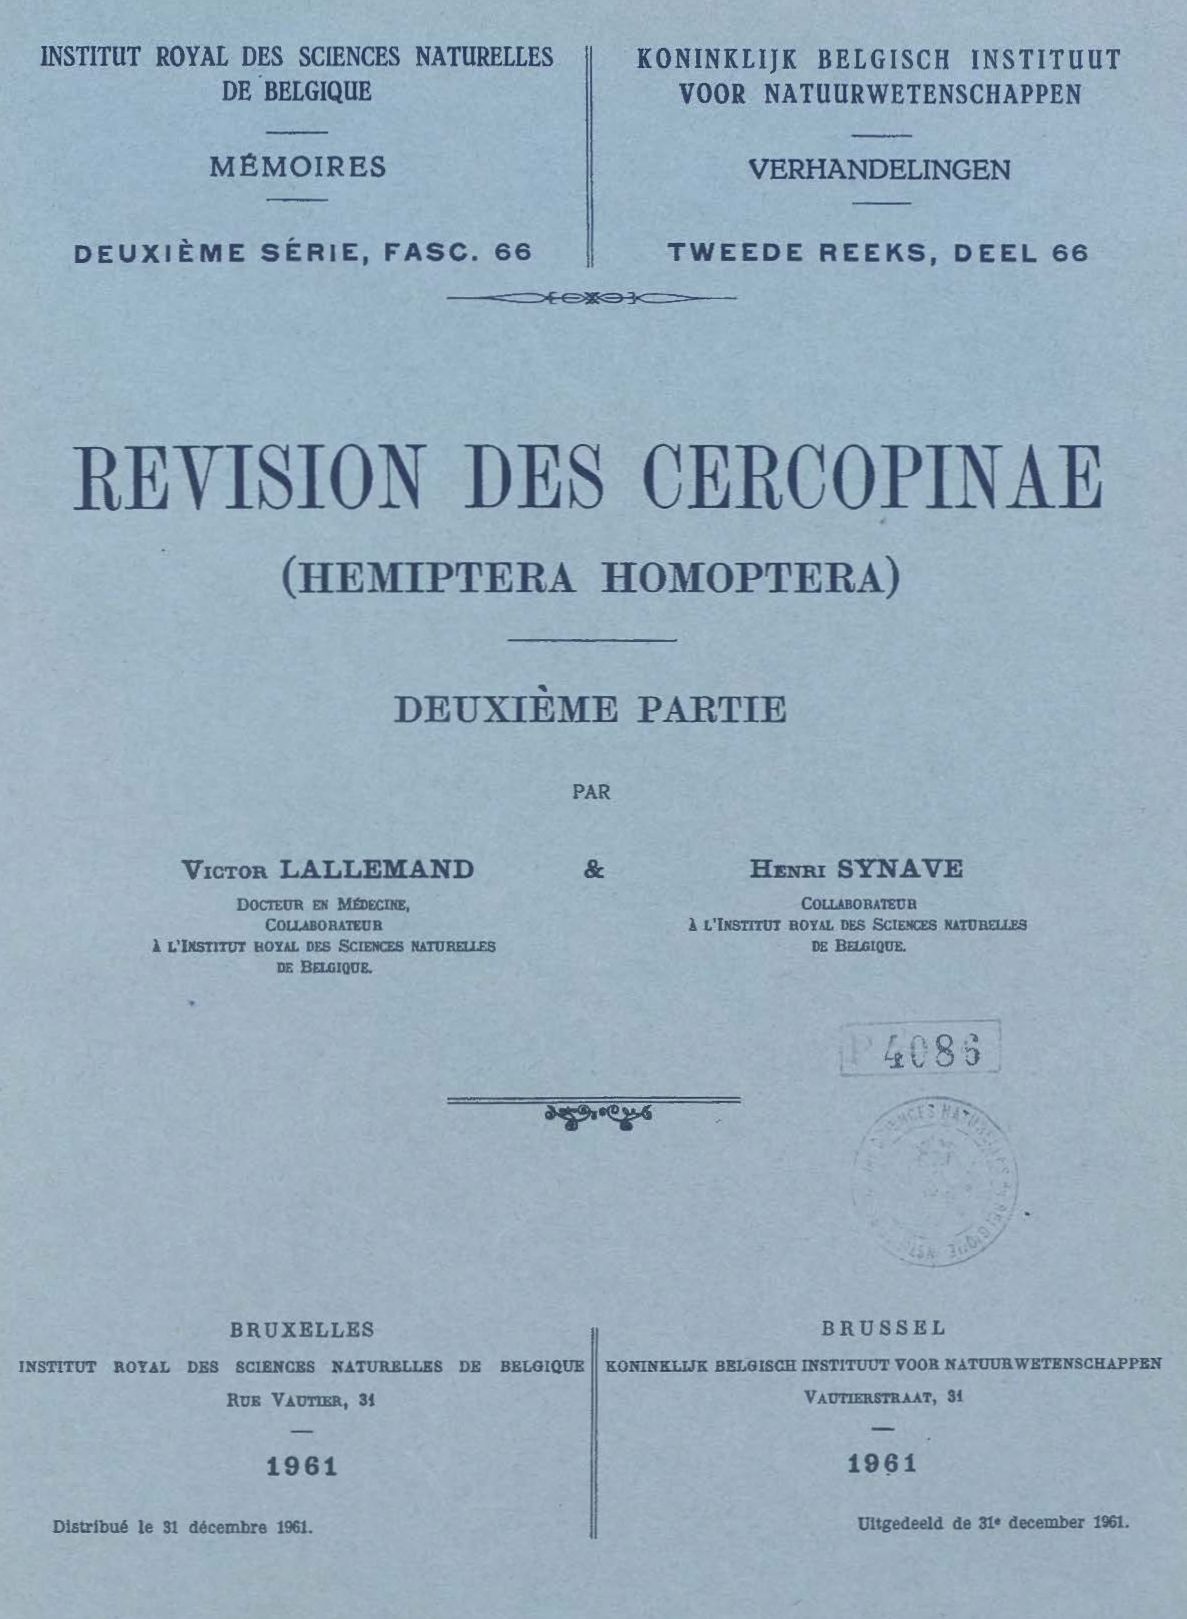 INSTITUT ROYAL DES SCIENCES NATURELLES
DE BELGIQUE
MÉMOIRES
DEUXIÈME SÉRIE, FASC. 66
KONINKLIJK BELGISCH INSTITUUT
VOOR NATUURWETENSCHAPPEN
VERHANDELINGEN
TWEEDE REEKS, DEEL 66
REVISION DES CERCOPINAE
(HEMIPTERA HOMOPTERA)
DEUXIÈME PARTIE
PAR
VICTOR LALLEMAND
DOCTEUR EN MÉDECINE,
COLLABORATEUR
À L'INSTITUT ROYAL DES SCIENCES NATURELLES
DE BELGIQUE.
&
HENRI SYNAVE
COLLABORATEUR
À L'INSTITUT ROYAL DES SCIENCES NATURELLES
DE BELGIQUE.
P 4086
BRUXELLES
INSTITUT ROYAL DES SCIENCES NATURELLES DE BELGIQUE
RUE VAUTIER, 31
1961
Distribué le 31 décembre 1961.
BRUSSEL
KONINKLIJK BELGISCH INSTITUUT VOOR NATUURWETENSCHAPPEN
VAUTIERSTRAAT, 31
1961
Uitgedeeld de 31e december 1961.